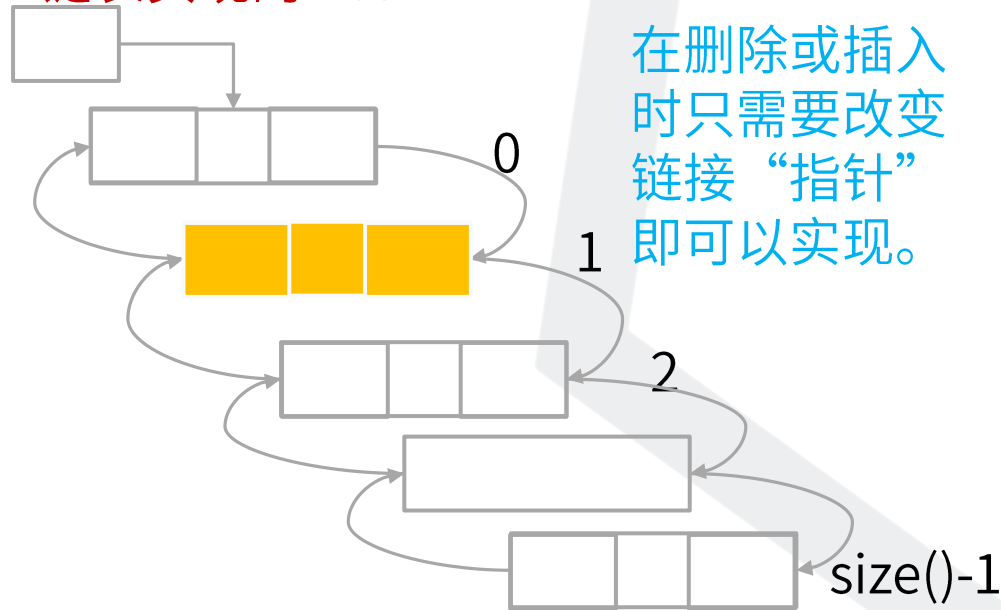 在删除或插入
时只需要改变
链接“指针”
即可以实现。
0
1
2
size()-1